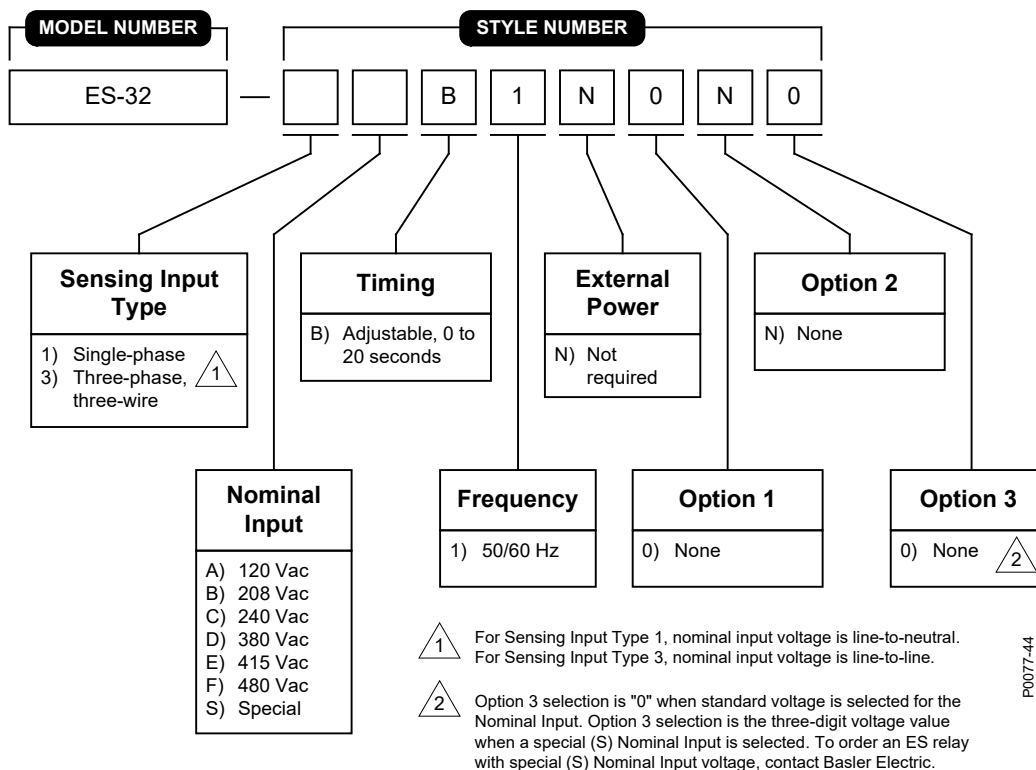 MODEL NUMBER
STYLE NUMBER
ES-32 — B 1 N 0 N 0
Sensing Input
Type
1) Single-phase
3) Three-phase,
three-wire
1
Timing
B) Adjustable, 0 to
20 seconds
External
Power
N) Not
required
Option 2
N) None
Nominal
Input
A) 120 Vac
B) 208 Vac
C) 240 Vac
D) 380 Vac
E) 415 Vac
F) 480 Vac
S) Special
Frequency
1) 50/60 Hz
Option 1
0) None
Option 3
0) None 2
1 For Sensing Input Type 1, nominal input voltage is line-to-neutral.
For Sensing Input Type 3, nominal input voltage is line-to-line.
2 Option 3 selection is "0" when standard voltage is selected for the
Nominal Input. Option 3 selection is the three-digit voltage value
when a special (S) Nominal Input is selected. To order an ES relay
with special (S) Nominal Input voltage, contact Basler Electric.
P0077-44